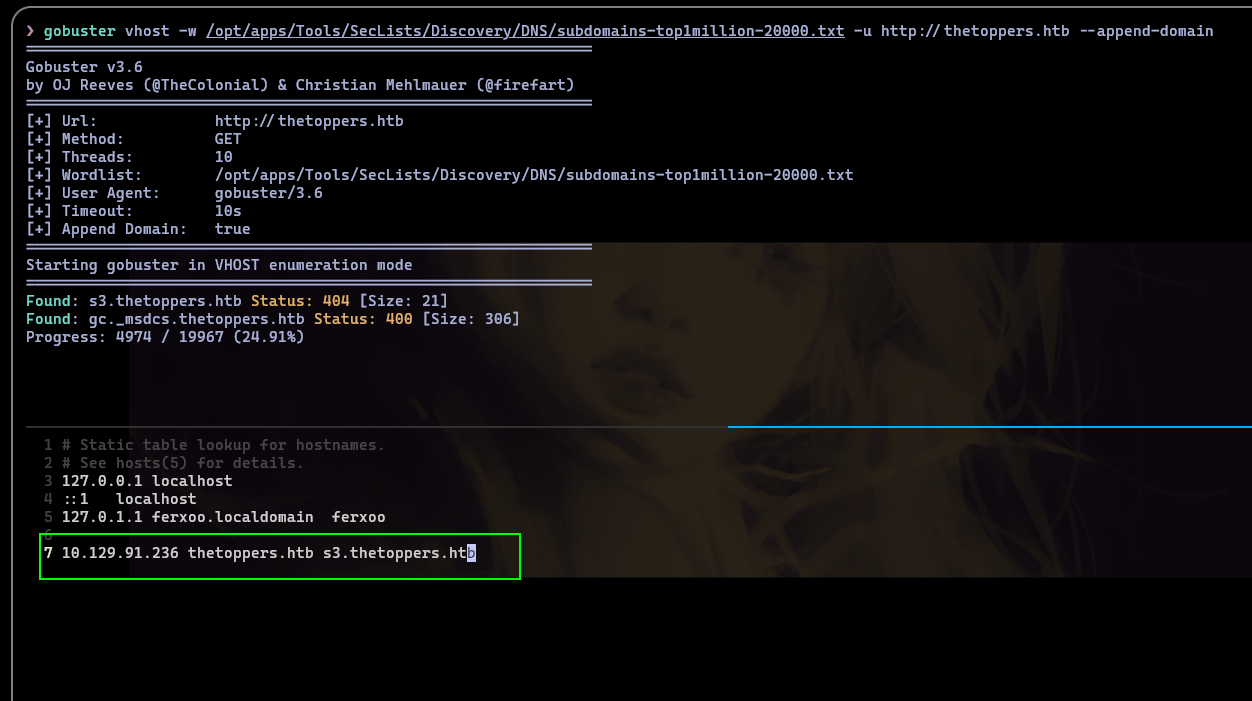 ❯ gobuster vhost -w /opt/apps/Tools/SecLists/Discovery/DNS/subdomains-top1million-20000.txt -u http://thetoppers.htb --append-domain
===============================================================
Gobuster v3.6
by OJ Reeves (@TheColonial) & Christian Mehlmauer (@firefart)
===============================================================
[+] Url:             http://thetoppers.htb
[+] Method:          GET
[+] Threads:         10
[+] Wordlist:        /opt/apps/Tools/SecLists/Discovery/DNS/subdomains-top1million-20000.txt
[+] User Agent:      gobuster/3.6
[+] Timeout:         10s
[+] Append Domain:   true
===============================================================
Starting gobuster in VHOST enumeration mode
===============================================================
Found: s3.thetoppers.htb Status: 404 [Size: 21]
Found: gc._msdcs.thetoppers.htb Status: 400 [Size: 306]
Progress: 4974 / 19967 (24.91%)
1 # Static table lookup for hostnames.
2 # See hosts(5) for details.
3 127.0.0.1 localhost
4 ::1   localhost
5 127.0.1.1 ferxoo.localdomain  ferxoo
6
7 10.129.91.236 thetoppers.htb s3.thetoppers.htb